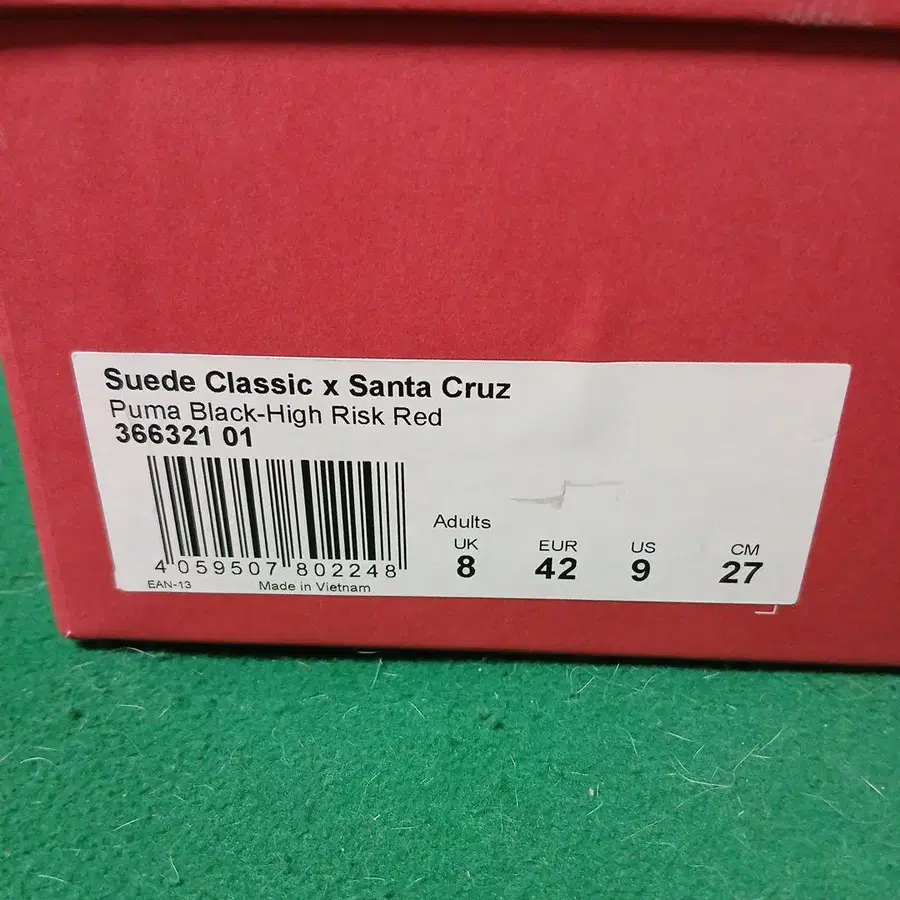 Suede Classic x Santa Cruz
Puma Black-High Risk Red
366321 01
4 059507 802248
EAN-13 Made in Vietnam
Adults
UK EUR US CM
8 42 9 27